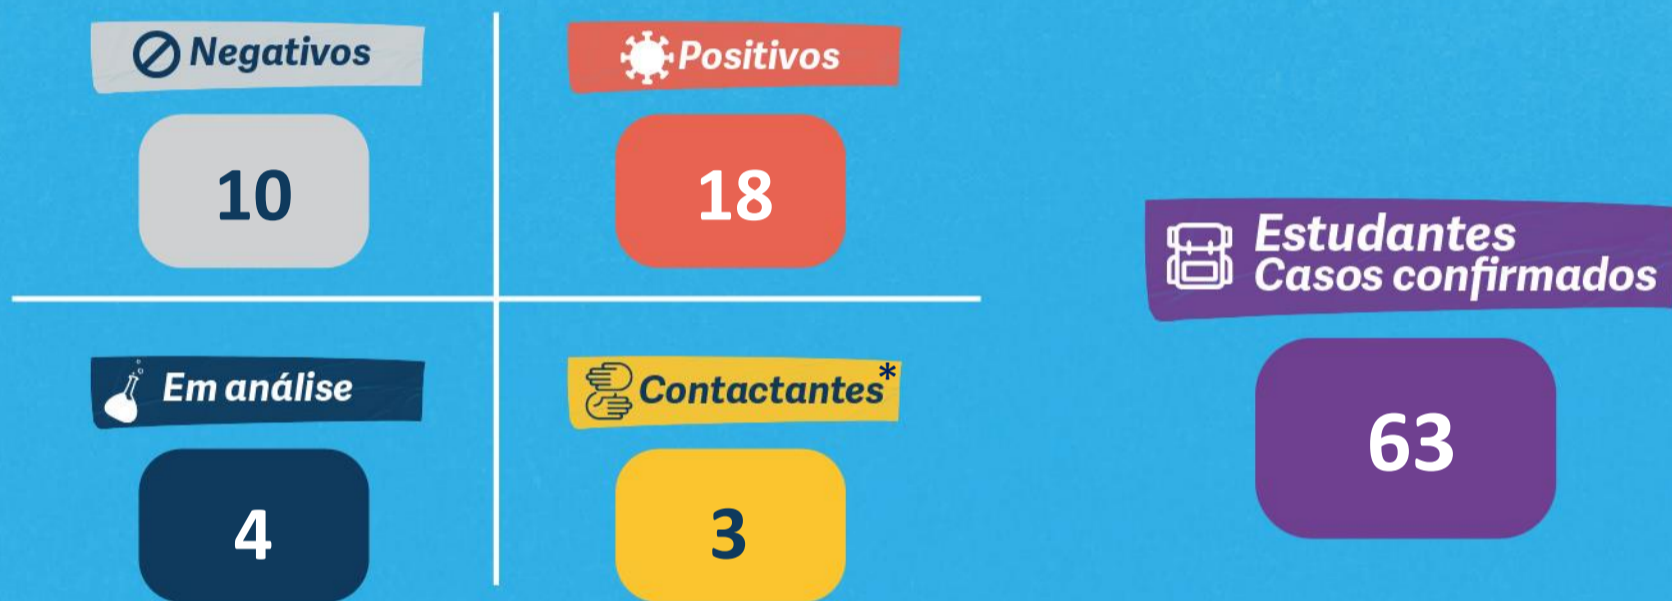 Negativos
10
Positivos
18
Em análise
4
Contactantes*
3
Estudantes
Casos confirmados
63